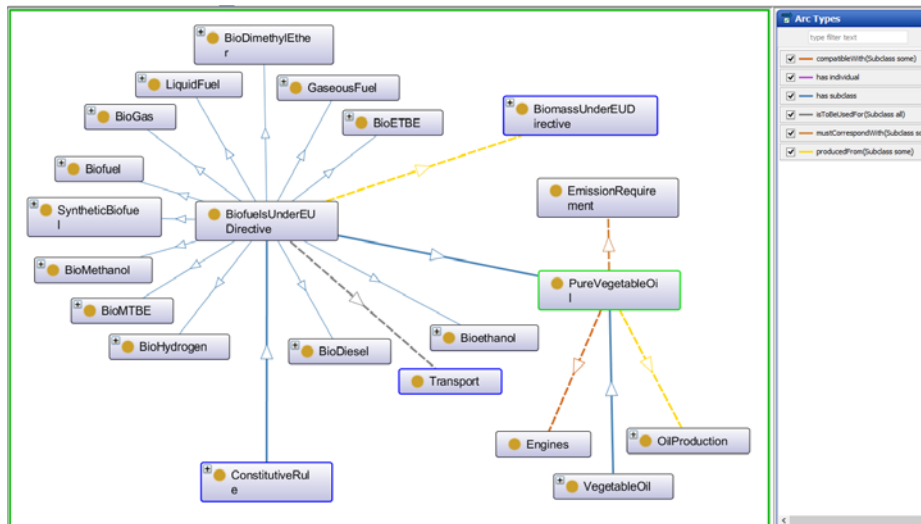 BioDimethylEthe
r
LiquidFuel
GaseousFuel
BioGas
BioETBE
BiomassUnderEUD
irective
Biofuel
EmissionRequire
ment
SyntheticBiofue
l
BiofuelsUnderEU
Directive
BioMethanol
PureVegetableOi
l
BioMTBE
BioHydrogen
BioDiesel
Bioethanol
Transport
Engines
OilProduction
ConstitutiveRul
e
VegetableOil
Arc Types
type filter text
compatibleWith(Subclass some)
has individual
has subclass
isToBeUsedFor(Subclass all)
mustCorrespondWith(Subclass so
producedFrom(Subclass some)